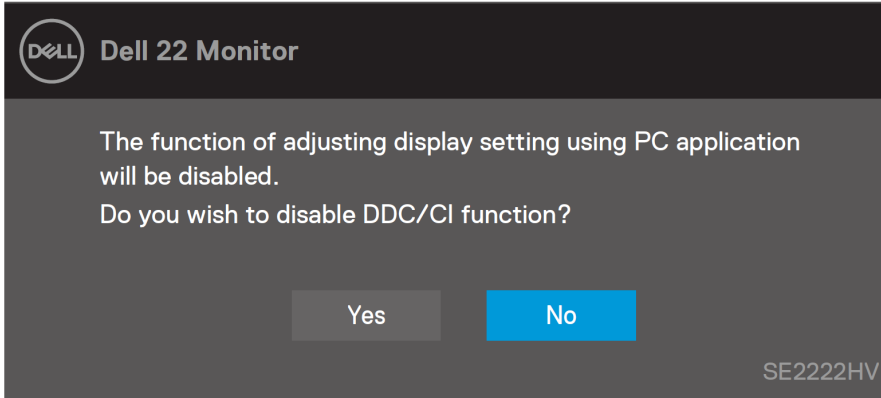 DELL Dell 22 Monitor
The function of adjusting display setting using PC application
will be disabled.
Do you wish to disable DDC/CI function?
Yes No
SE2222HV